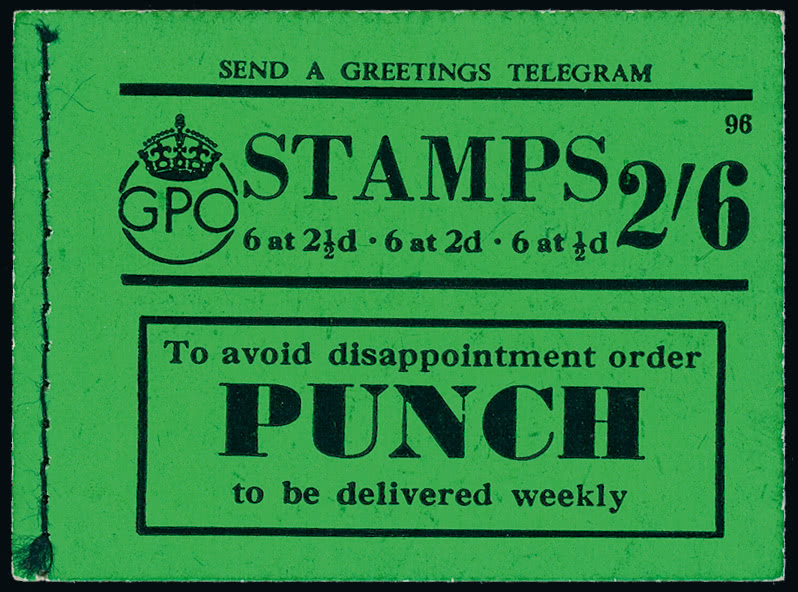 SEND A GREETINGS TELEGRAM
96
GPO
STAMPS 2/6
6 at 2½d · 6 at 2d · 6 at ½d
To avoid disappointment order
PUNCH
to be delivered weekly